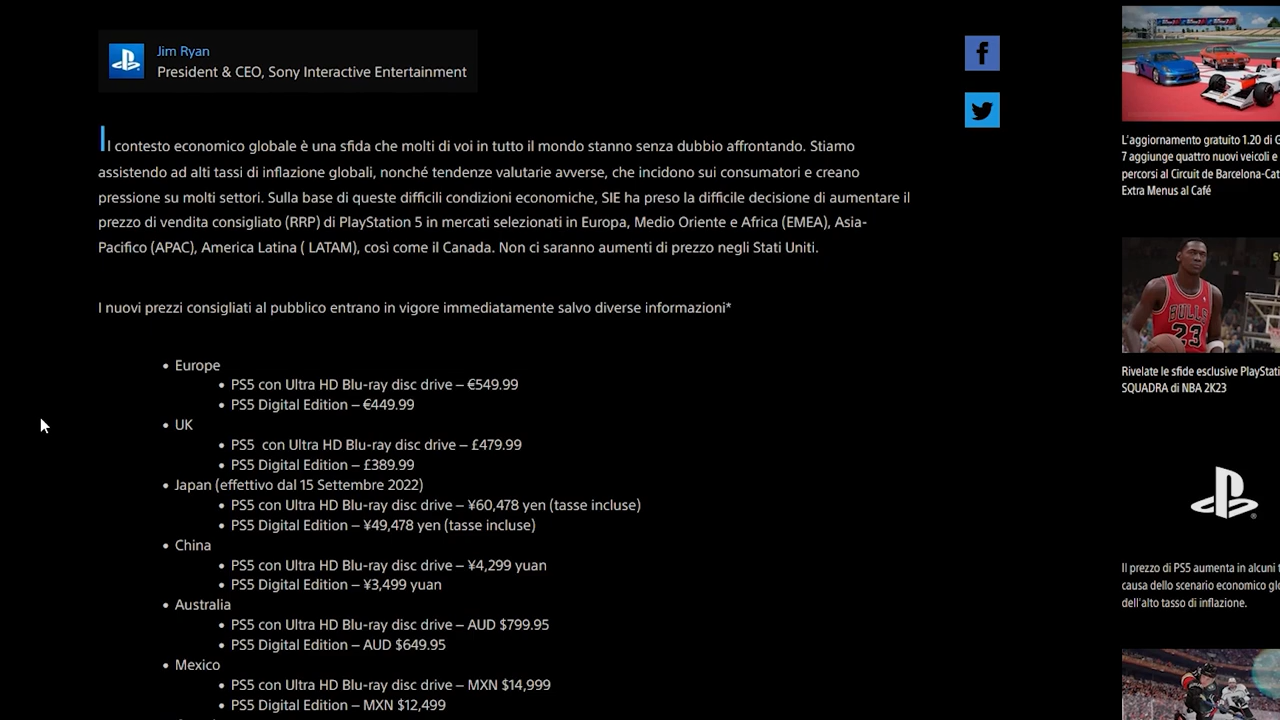 Jim Ryan
President & CEO, Sony Interactive Entertainment
Il contesto economico globale è una sfida che molti di voi in tutto il mondo stanno senza dubbio affrontando. Stiamo
assistendo ad alti tassi di inflazione globali, nonché tendenze valutarie avverse, che incidono sui consumatori e creano
pressione su molti settori. Sulla base di queste difficili condizioni economiche, SIE ha preso la difficile decisione di aumentare il
prezzo di vendita consigliato (RRP) di PlayStation 5 in mercati selezionati in Europa, Medio Oriente e Africa (EMEA), Asia-
Pacifico (APAC), America Latina ( LATAM), così come il Canada. Non ci saranno aumenti di prezzo negli Stati Uniti.
I nuovi prezzi consigliati al pubblico entrano in vigore immediatamente salvo diverse informazioni*
• Europe
• PS5 con Ultra HD Blu-ray disc drive – €549.99
• PS5 Digital Edition – €449.99
• UK
• PS5 con Ultra HD Blu-ray disc drive – £479.99
• PS5 Digital Edition – £389.99
• Japan (effettivo dal 15 Settembre 2022)
• PS5 con Ultra HD Blu-ray disc drive – ¥60,478 yen (tasse incluse)
• PS5 Digital Edition – ¥49,478 yen (tasse incluse)
• China
• PS5 con Ultra HD Blu-ray disc drive – ¥4,299 yuan
• PS5 Digital Edition – ¥3,499 yuan
• Australia
• PS5 con Ultra HD Blu-ray disc drive – AUD $799.95
• PS5 Digital Edition – AUD $649.95
• Mexico
• PS5 con Ultra HD Blu-ray disc drive – MXN $14,999
• PS5 Digital Edition – MXN $12,499
L'aggiornamento gratuito 1.20 di G
7 aggiunge quattro nuovi veicoli e
percorsi al Circuit de Barcelona-Cat
Extra Menus al Café
BULLS
23
Rivelate le sfide esclusive PlayStati
SQUADRA di NBA 2K23
Il prezzo di PS5 aumenta in alcuni t
causa dello scenario economico glo
dell'alto tasso di inflazione.